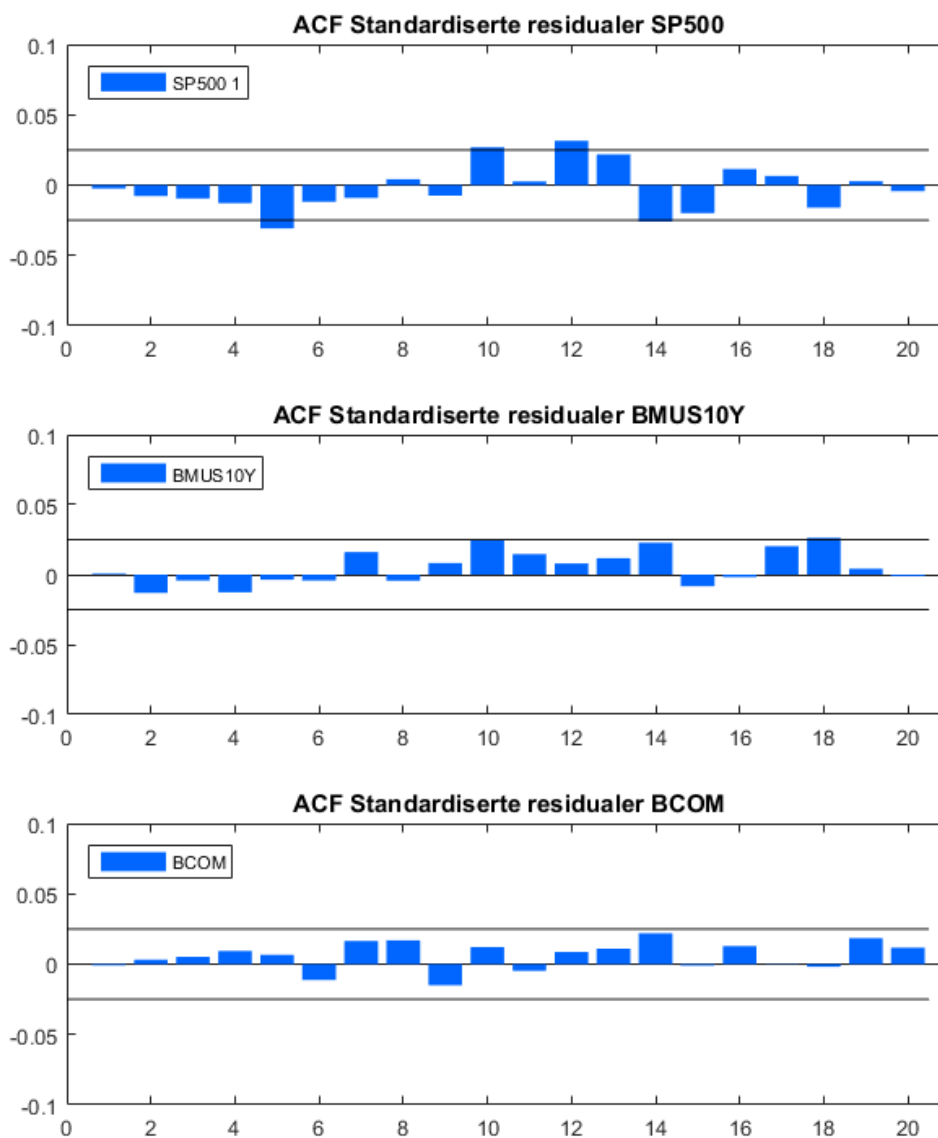 ACF Standardiserte residualer SP500
0.1
SP500 1
0.05
0
-0.05
-0.1
0 2 4 6 8 10 12 14 16 18 20
ACF Standardiserte residualer BMUS10Y
0.1
BMUS10Y
0.05
0
-0.05
-0.1
0 2 4 6 8 10 12 14 16 18 20
ACF Standardiserte residualer BCOM
0.1
BCOM
0.05
0
-0.05
-0.1
0 2 4 6 8 10 12 14 16 18 20